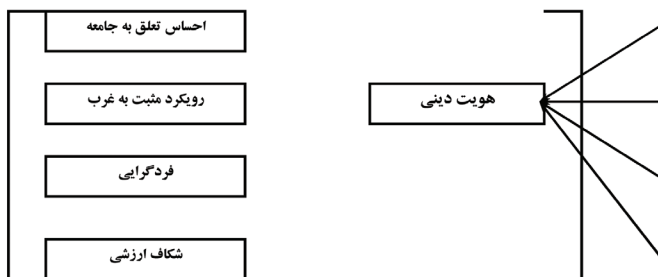 احساس تعلق به جامعه
رویکرد مثبت به غرب
هویت دینی
فردگرایی
شکاف ارزشی